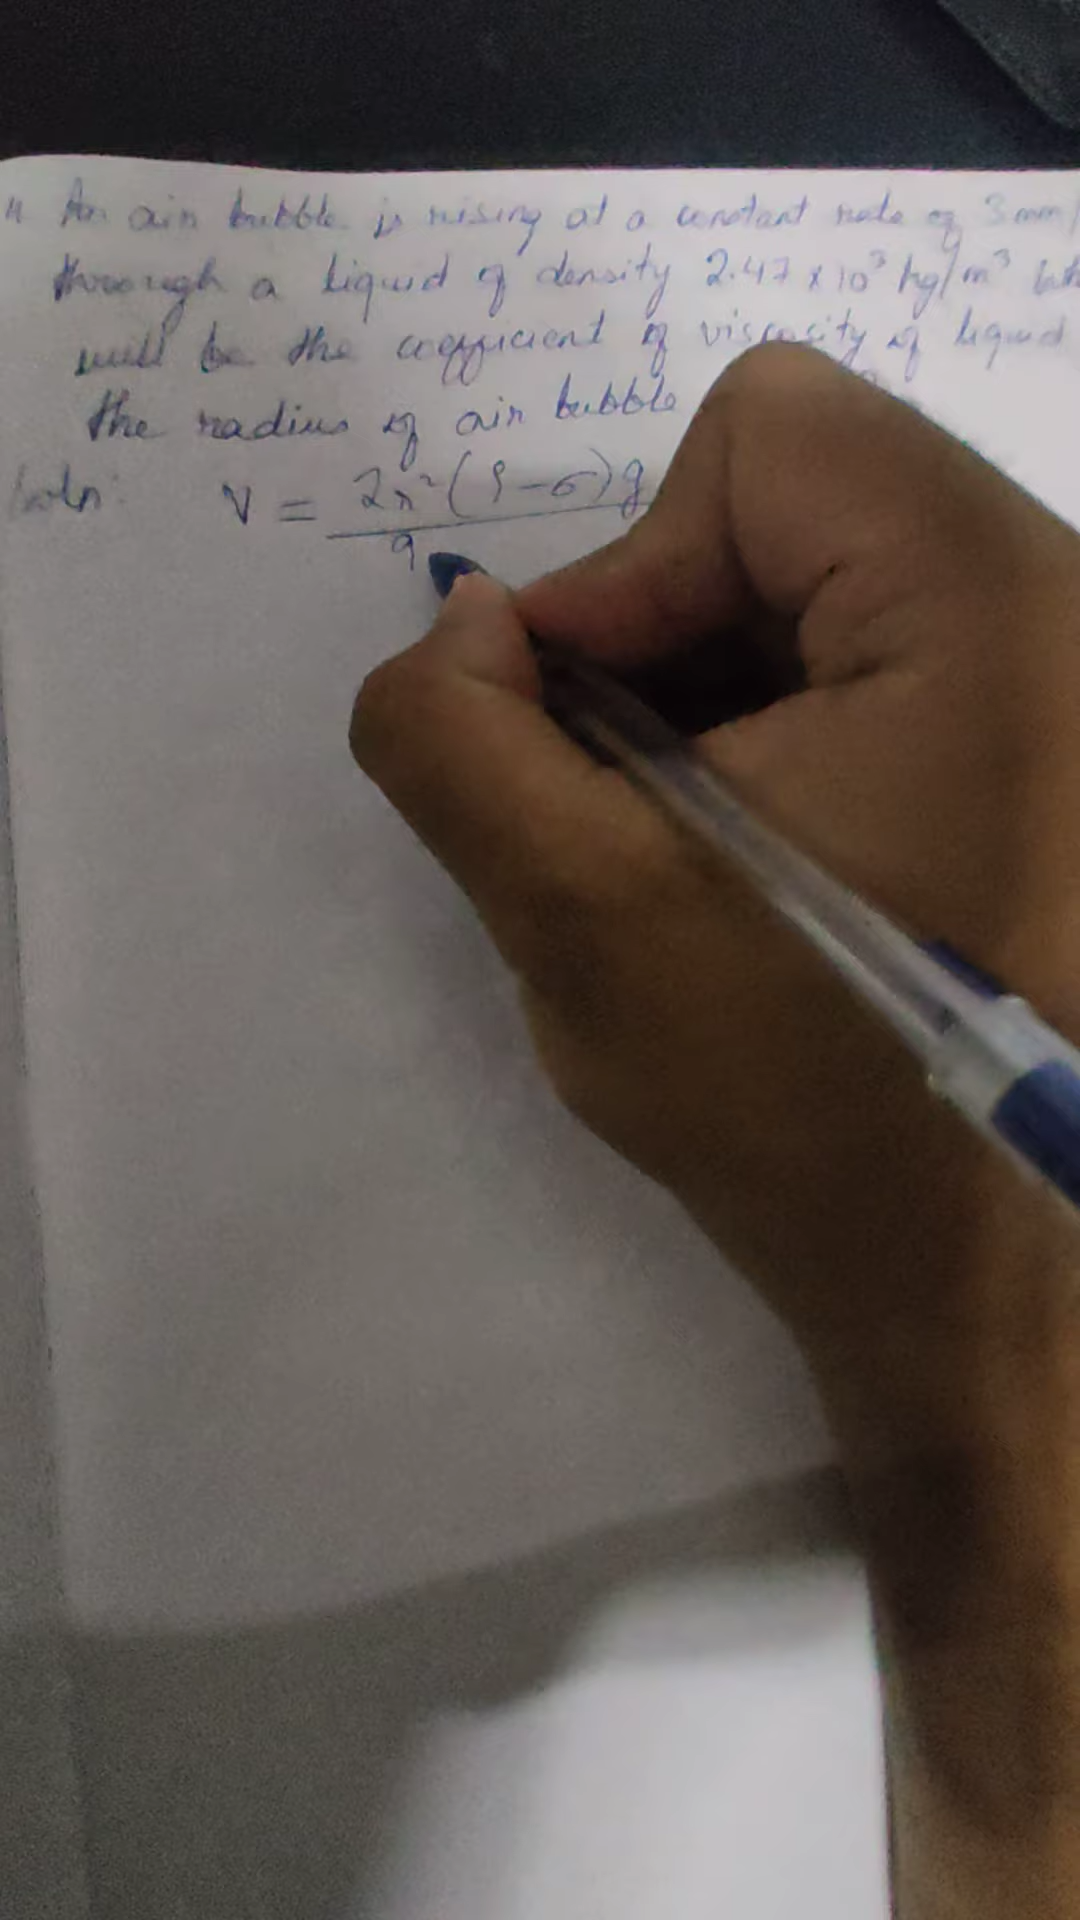 An air bubble is rising at a constant rate of 3 mm/
through a liquid of density 2.47 x 10³ kg/m³
will be the coefficient of viscosity of liquid
the radius of air bubble
Soln: V = 2r² (ρ-σ)g
9